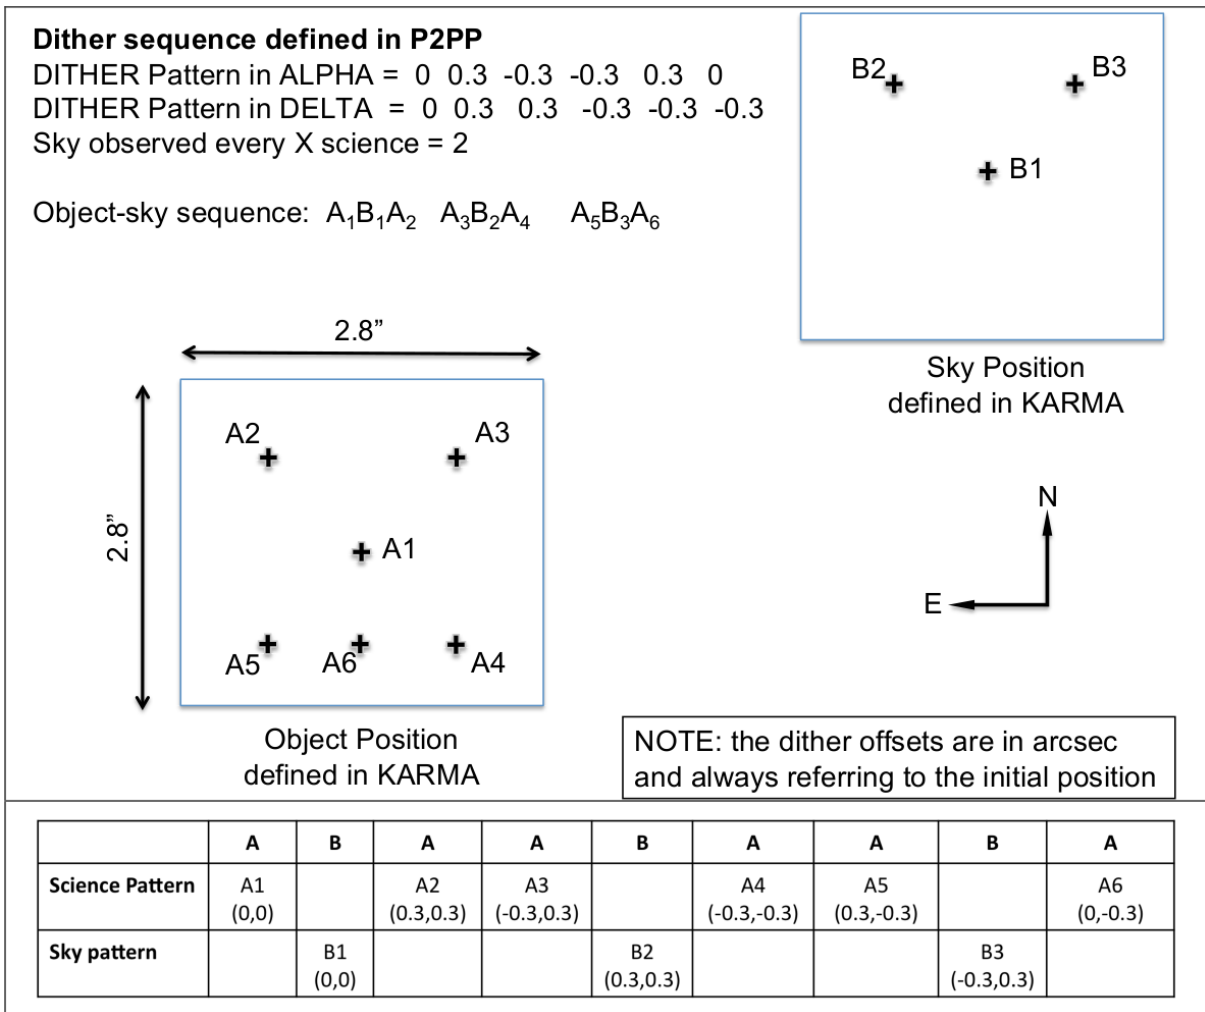 Dither sequence defined in P2PP
DITHER Pattern in ALPHA = 0 0.3 -0.3 -0.3 0.3 0
DITHER Pattern in DELTA = 0 0.3 0.3 -0.3 -0.3 -0.3
Sky observed every X science = 2
Object-sky sequence: A₁B₁A₂ A₃B₂A₄ A₅B₃A₆
B2
B3
B1
Sky Position
defined in KARMA
2.8”
2.8”
A2
A3
A1
A5
A6
A4
Object Position
defined in KARMA
N
E
NOTE: the dither offsets are in arcsec
and always referring to the initial position
A B A A B A A B A
Science Pattern A1 A2 A3 A4 A5 A6
(0,0) (0.3,0.3) (-0.3,0.3) (-0.3,-0.3) (0.3,-0.3) (0,-0.3)
Sky pattern B1 B2 B3
(0,0) (0.3,0.3) (-0.3,0.3)